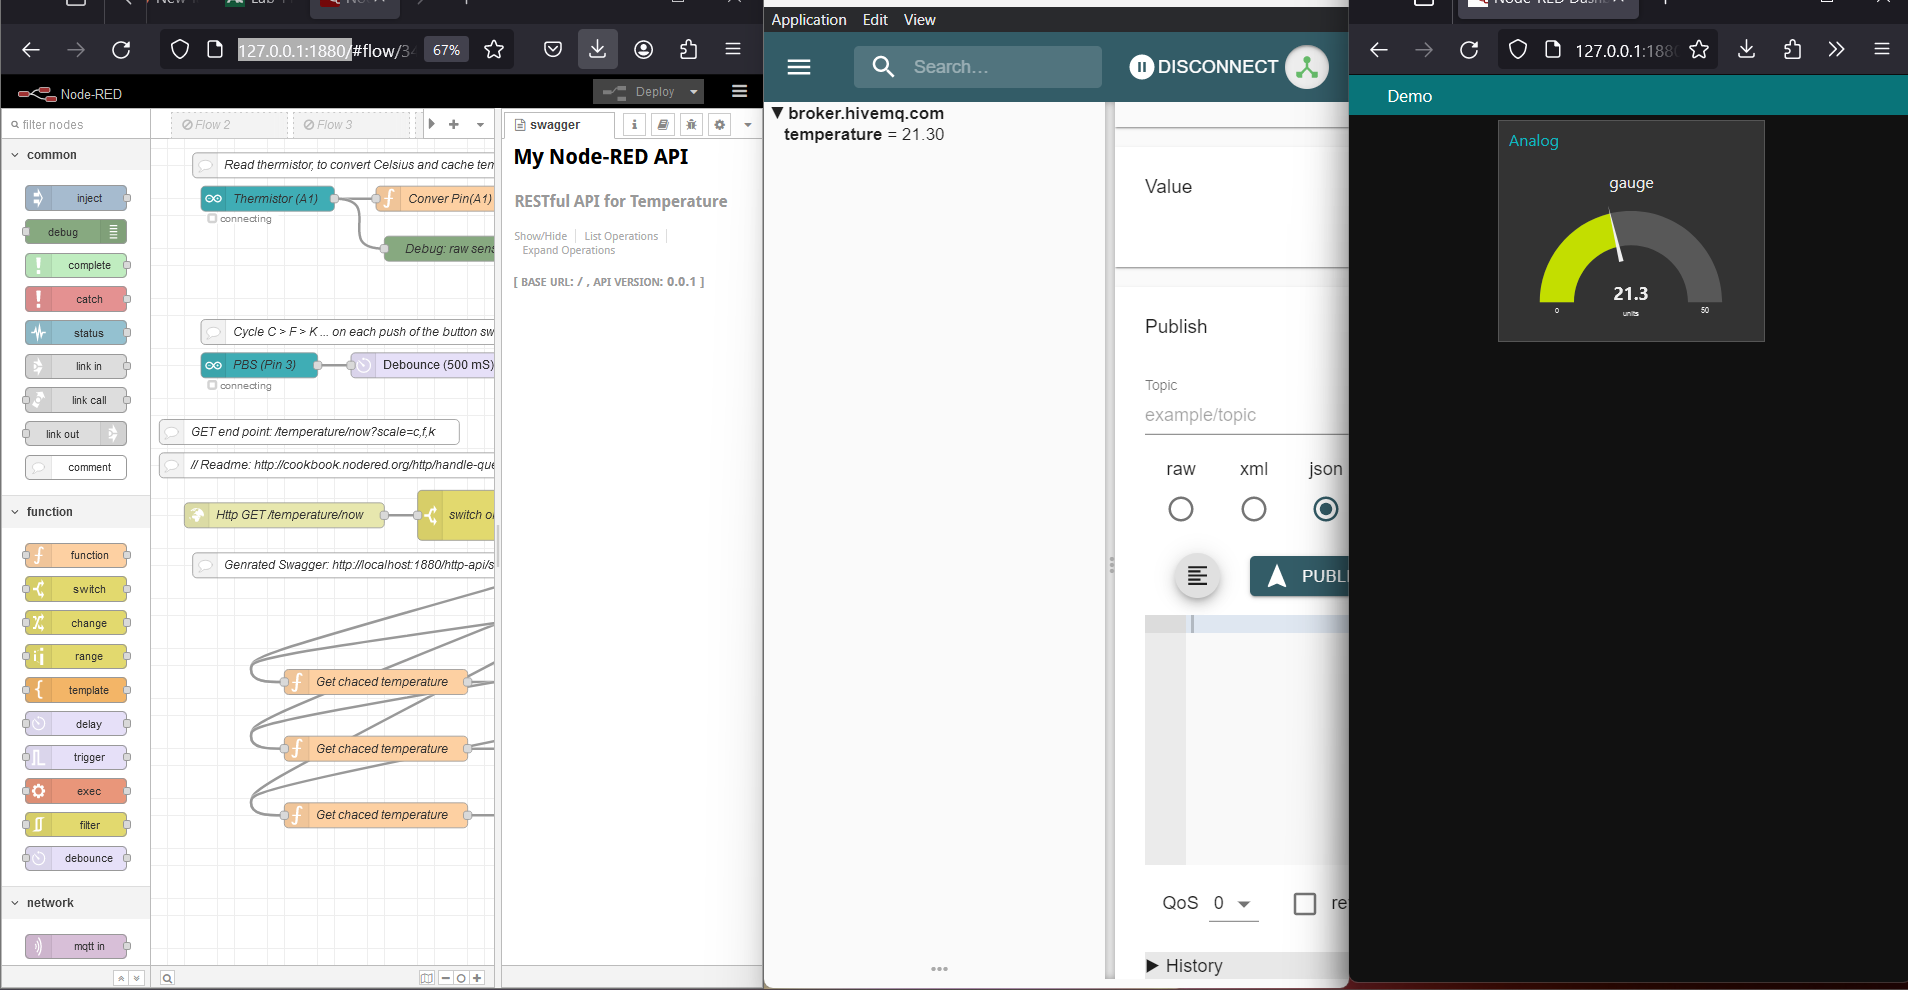 127.0.0.1:1880/#flow/3
67%
Node-RED
Deploy
filter nodes
common
inject
debug
complete
catch
status
link in
link call
link out
comment
function
function
switch
change
range
template
delay
trigger
exec
filter
debounce
network
mqtt in
Flow 2
Flow 3
Read thermistor, to convert Celsius and cache tem
Thermistor (A1)
Conver Pin(A1)
connecting
Debug: raw sens
Cycle C > F > K ... on each push of the button sw
PBS (Pin 3)
Debounce (500 mS)
connecting
GET end point: /temperature/now?scale=c,f,k
// Readme: http://cookbook.nodered.org/http/handle-que
Http GET /temperature/now
switch o
Genrated Swagger: http://localhost:1880/http-api/s
Get chaced temperature
Get chaced temperature
Get chaced temperature
swagger
My Node-RED API
RESTful API for Temperature
Show/Hide
List Operations
Expand Operations
[ BASE URL: / , API VERSION: 0.0.1 ]
Application Edit View
Search...
DISCONNECT
broker.hivemq.com
temperature = 21.30
Value
Publish
Topic
example/topic
raw xml json
PUBLI
QoS 0
re
History
Node-RED Dash
127.0.0.1:188
Demo
Analog
gauge
21.3
0 units 50